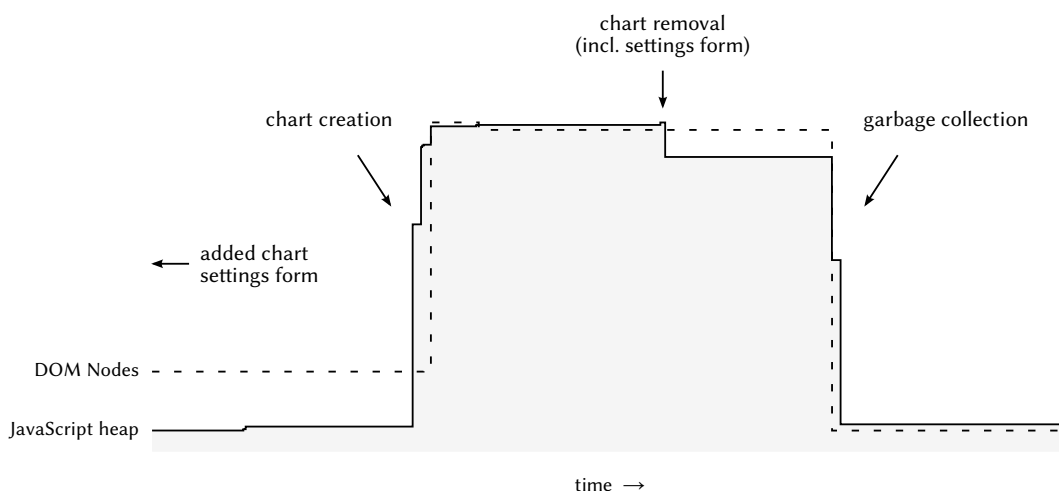 chart removal
(incl. settings form)
chart creation
garbage collection
added chart
settings form
DOM Nodes
JavaScript heap
time →